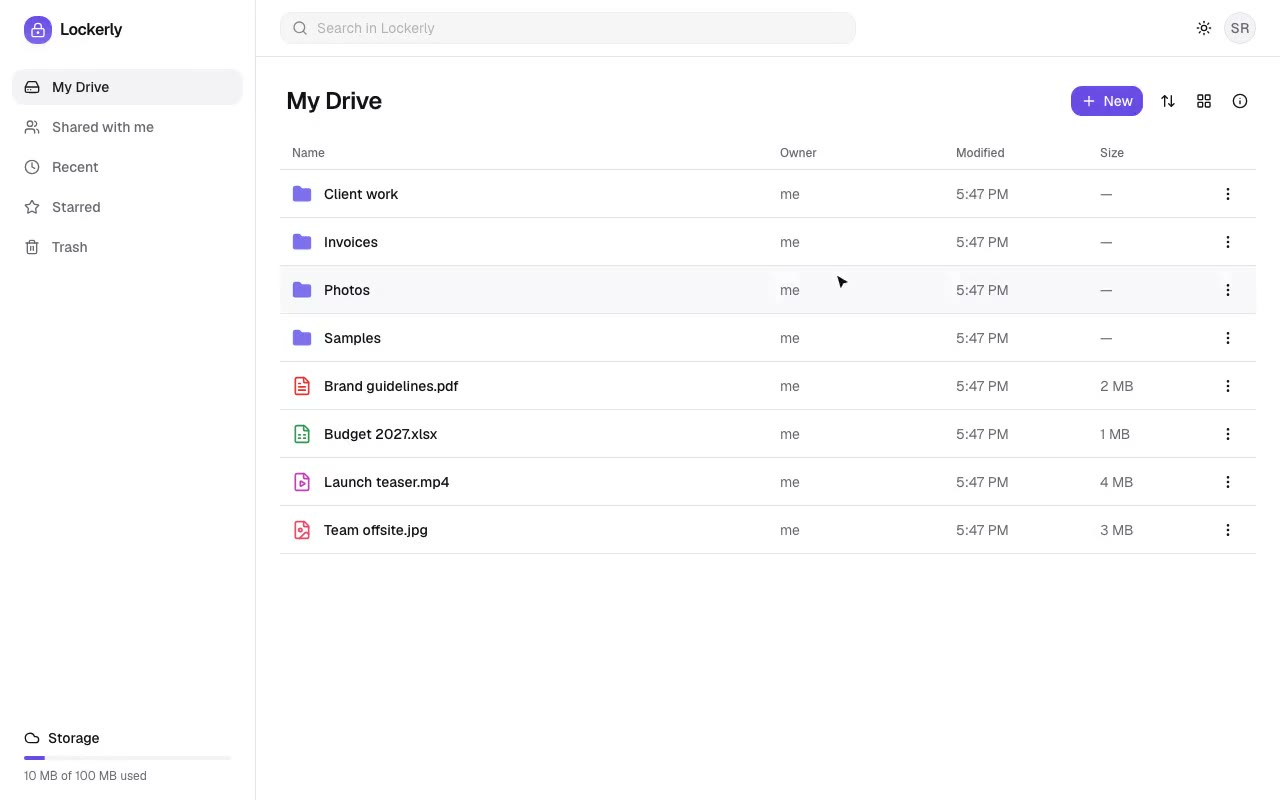 Lockerly
Search in Lockerly
SR
My Drive
Shared with me
Recent
Starred
Trash
My Drive
New
Name Owner Modified Size
Client work me 5:47 PM —
Invoices me 5:47 PM —
Photos me 5:47 PM —
Samples me 5:47 PM —
Brand guidelines.pdf me 5:47 PM 2 MB
Budget 2027.xlsx me 5:47 PM 1 MB
Launch teaser.mp4 me 5:47 PM 4 MB
Team offsite.jpg me 5:47 PM 3 MB
Storage
10 MB of 100 MB used